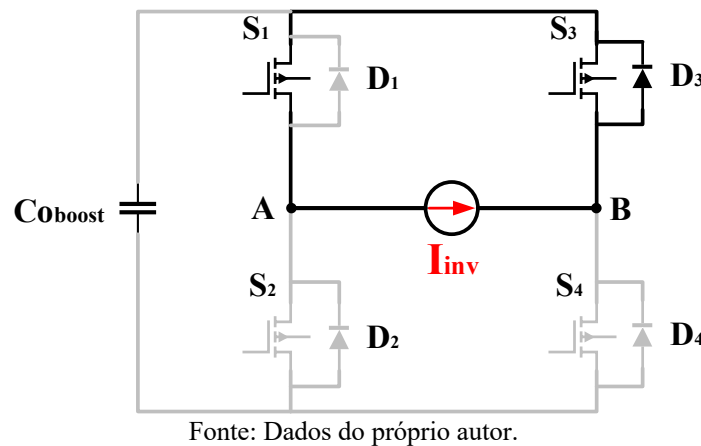 S1
S3
D1
D3
Coboost
A
B
Iinv
S2
S4
D2
D4
Fonte: Dados do próprio autor.